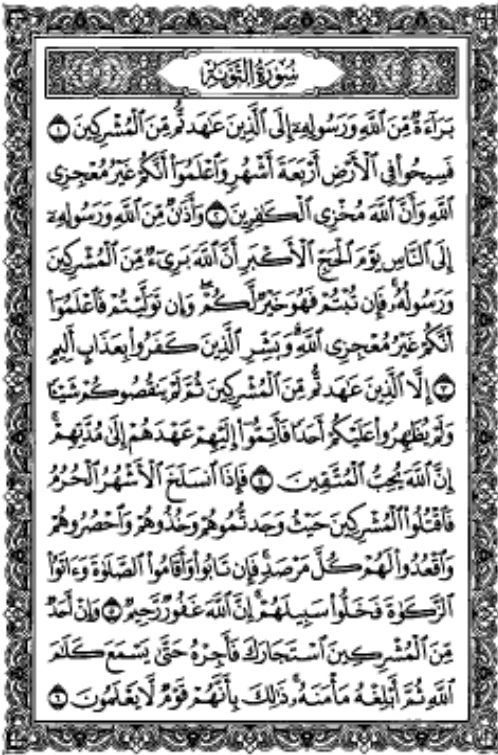 سُورَةُ التَّوْبَةِ
بَرَآءَةٌ مِّنَ ٱللَّهِ وَرَسُولِهِۦٓ إِلَى ٱلَّذِينَ عَٰهَدتُّم مِّنَ ٱلْمُشْرِكِينَ ١
فَسِيحُوا۟ فِى ٱلْأَرْضِ أَرْبَعَةَ أَشْهُرٍ وَٱعْلَمُوٓا۟ أَنَّكُمْ غَيْرُ مُعْجِزِى
ٱللَّهِ وَأَنَّ ٱللَّهَ مُخْزِى ٱلْكَٰفِرِينَ ٢ وَأَذَٰنٌ مِّنَ ٱللَّهِ وَرَسُولِهِۦٓ
إِلَى ٱلنَّاسِ يَوْمَ ٱلْحَجِّ ٱلْأَكْبَرِ أَنَّ ٱللَّهَ بَرِىٓءٌ مِّنَ ٱلْمُشْرِكِينَ
وَرَسُولُهُۥ فَإِن تُبْتُمْ فَهُوَ خَيْرٌ لَّكُمْ وَإِن تَوَلَّيْتُمْ فَٱعْلَمُوٓا۟
أَنَّكُمْ غَيْرُ مُعْجِزِى ٱللَّهِ وَبَشِّرِ ٱلَّذِينَ كَفَرُوا۟ بِعَذَابٍ أَلِيمٍ
٣ إِلَّا ٱلَّذِينَ عَٰهَدتُّم مِّنَ ٱلْمُشْرِكِينَ ثُمَّ لَمْ يَنقُصُوكُمْ شَيْـًٔا
وَلَمْ يُظَٰهِرُوا۟ عَلَيْكُمْ أَحَدًا فَأَتِمُّوٓا۟ إِلَيْهِمْ عَهْدَهُمْ إِلَىٰ مُدَّتِهِمْ
إِنَّ ٱللَّهَ يُحِبُّ ٱلْمُتَّقِينَ ٤ فَإِذَا ٱنسَلَخَ ٱلْأَشْهُرُ ٱلْحُرُمُ
فَٱقْتُلُوا۟ ٱلْمُشْرِكِينَ حَيْثُ وَجَدتُّمُوهُمْ وَخُذُوهُمْ وَٱحْصُرُوهُمْ
وَٱقْعُدُوا۟ لَهُمْ كُلَّ مَرْصَدٍ فَإِن تَابُوا۟ وَأَقَامُوا۟ ٱلصَّلَوٰةَ وَءَاتَوُا۟
ٱلزَّكَوٰةَ فَخَلُّوا۟ سَبِيلَهُمْ إِنَّ ٱللَّهَ غَفُورٌ رَّحِيمٌ ٥ وَإِنْ أَحَدٌ
مِّنَ ٱلْمُشْرِكِينَ ٱسْتَجَارَكَ فَأَجِرْهُ حَتَّىٰ يَسْمَعَ كَلَٰمَ
ٱللَّهِ ثُمَّ أَبْلِغْهُ مَأْمَنَهُۥ ذَٰلِكَ بِأَنَّهُمْ قَوْمٌ لَّا يَعْلَمُونَ ٦